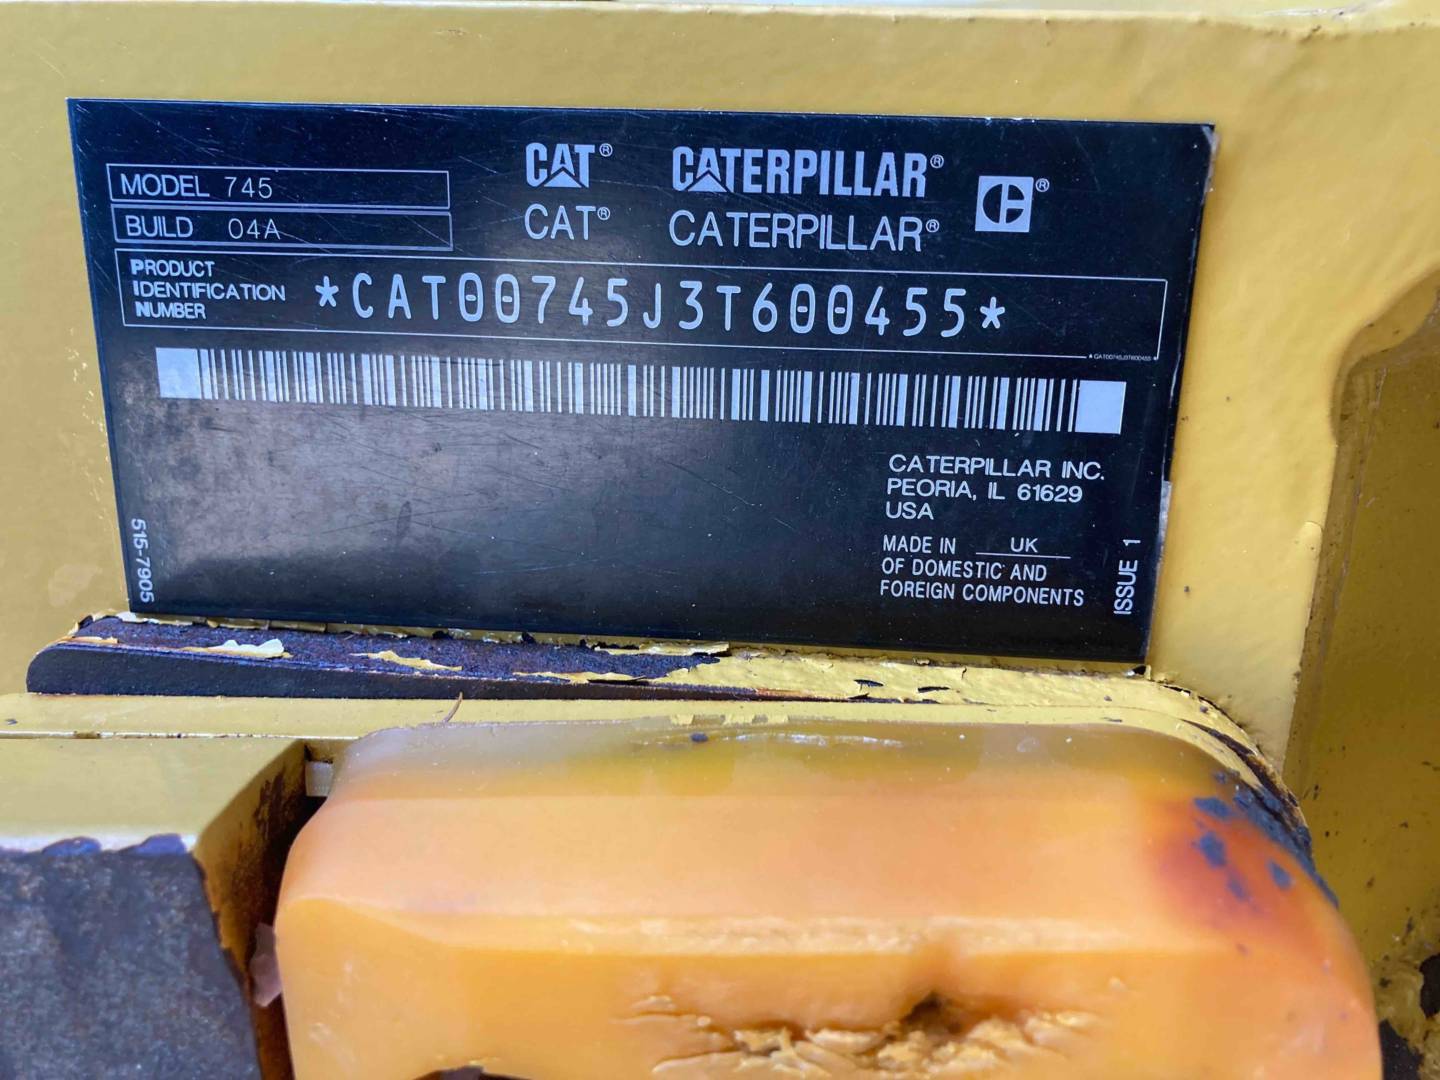 CAT® CATERPILLAR® C®
CAT® CATERPILLAR®
MODEL 745
BUILD 04A
PRODUCT
IDENTIFICATION
NUMBER
*CAT00745J3T600455*
*CAT00745J3T600455*
CATERPILLAR INC.
PEORIA, IL 61629
USA
MADE IN UK
OF DOMESTIC AND
FOREIGN COMPONENTS
515-7905
ISSUE 1